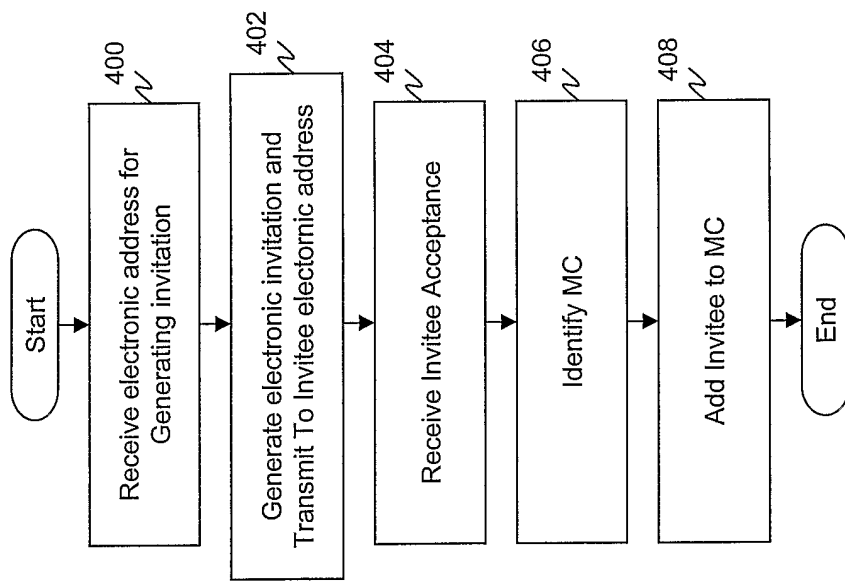 Start
400
Receive electronic address for
Generating invitation
402
Generate electronic invitation and
Transmit To Invitee electornic address
404
Receive Invitee Acceptance
406
Identify MC
408
Add Invitee to MC
End